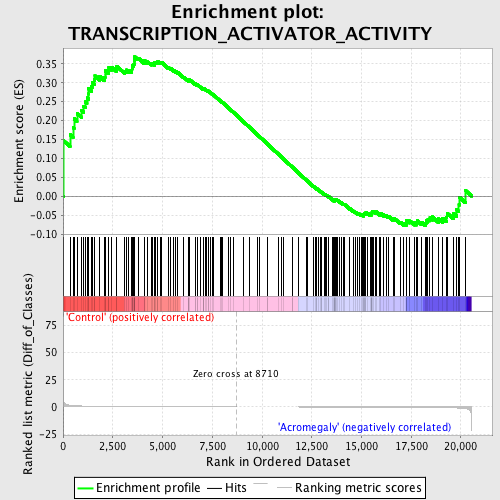 Enrichment plot:
TRANSCRIPTION_ACTIVATOR_ACTIVITY
Enrichment score (ES)
0.35
0.30
0.25
0.20
0.15
0.10
0.05
0.00
-0.05
-0.10
'Control' (positively correlated)
Zero cross at 8710
'Acromegaly' (negatively correlated)
Ranked list metric (Diff_of_Classes)
75
50
25
0
-25
0 2,500 5,000 7,500 10,000 12,500 15,000 17,500 20,000
Rank in Ordered Dataset
Enrichment profile Hits Ranking metric scores